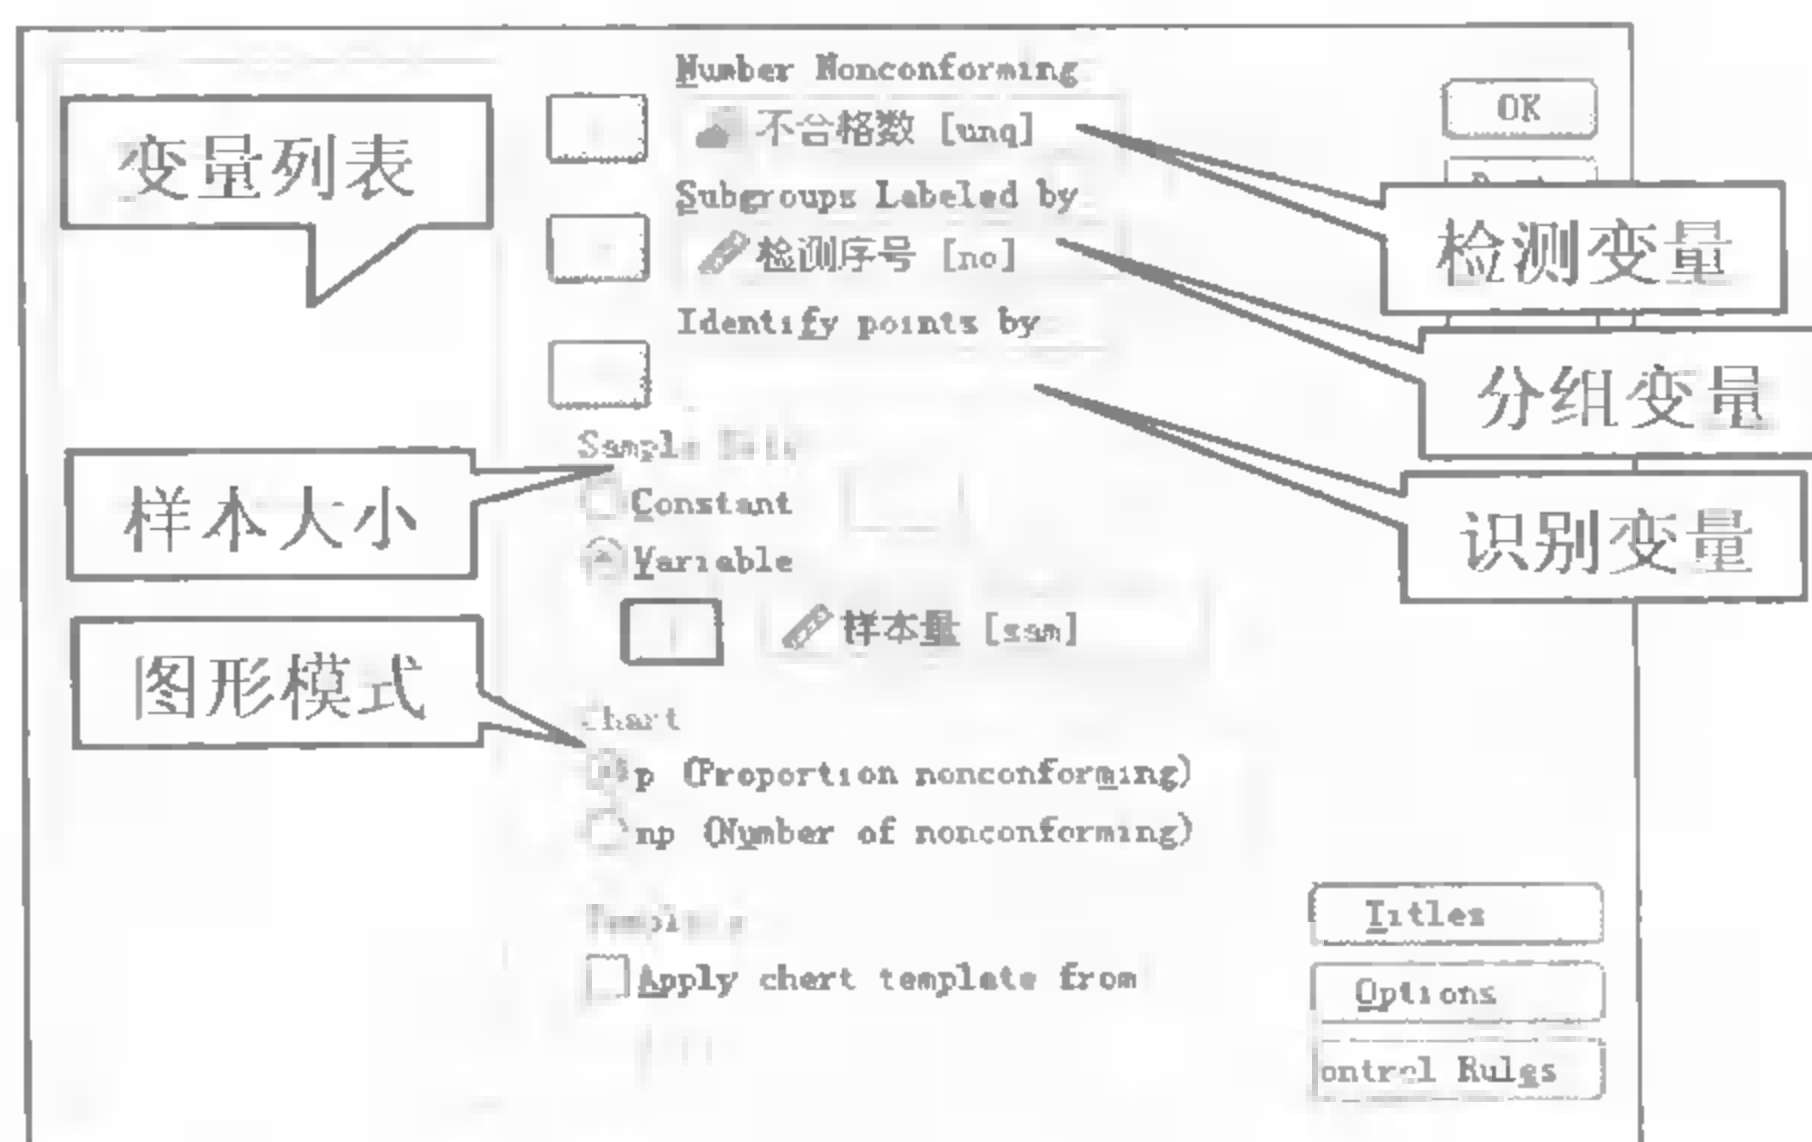 Number Nonconforming
不合格数 [unq]
OK
变量列表
Subgroups Labeled by
检测序号 [no]
检测变量
Identify points by
分组变量
Sample
Constant
样本大小
Variable
识别变量
样本量 [sam]
图形模式
Chart
p (Proportion nonconforming)
np (Number of nonconforming)
Titles
Template
Apply chart template from
Options
ontrol Rules